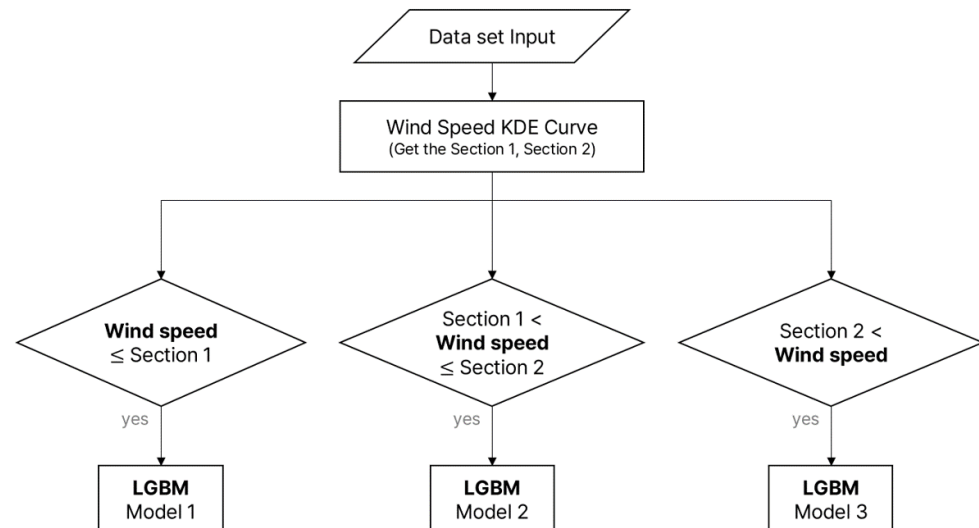 Data set Input
Wind Speed KDE Curve
(Get the Section 1, Section 2)
Wind speed
≤ Section 1
Section 1 <
Wind speed
≤ Section 2
Section 2 <
Wind speed
yes
yes
yes
LGBM
Model 1
LGBM
Model 2
LGBM
Model 3